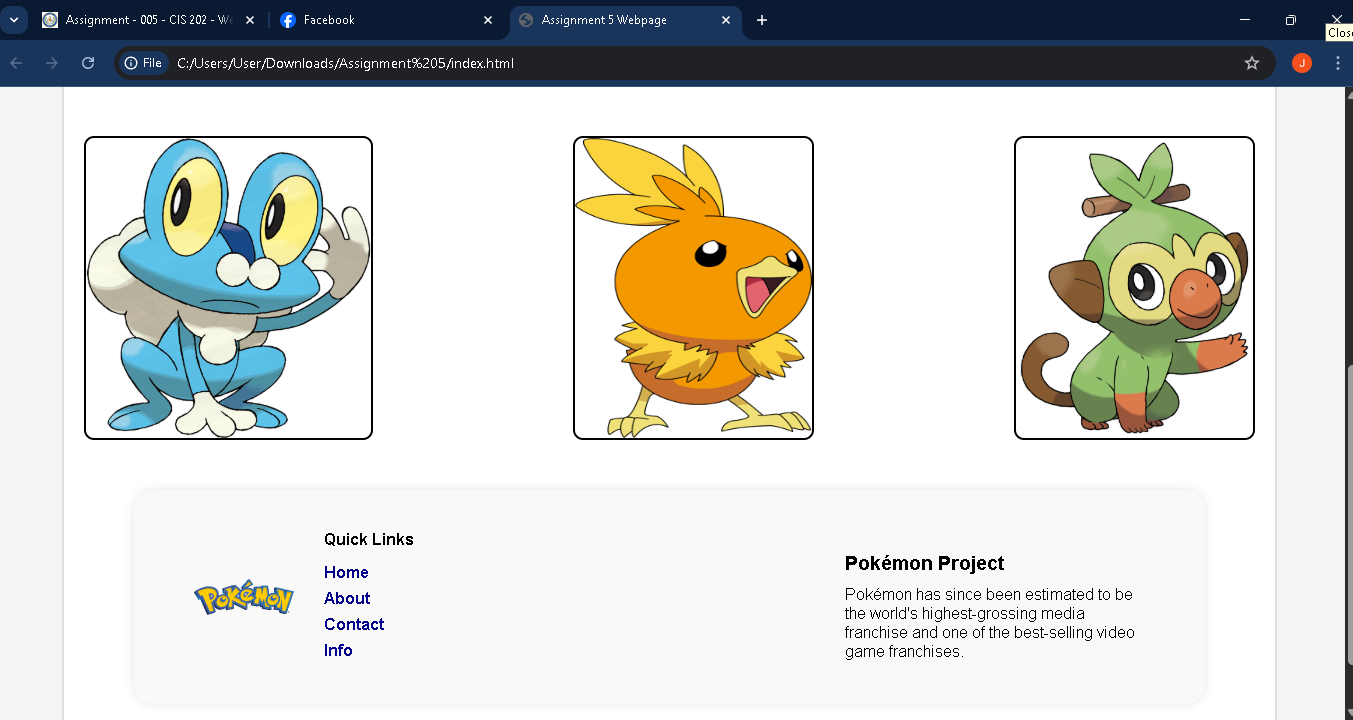 Assignment - 005 - CIS 202 - We
Facebook
Assignment 5 Webpage
Close
File
C:/Users/User/Downloads/Assignment%205/index.html
J
Quick Links
Home
About
Contact
Info
POKéMON
Pokémon Project
Pokémon has since been estimated to be
the world's highest-grossing media
franchise and one of the best-selling video
game franchises.